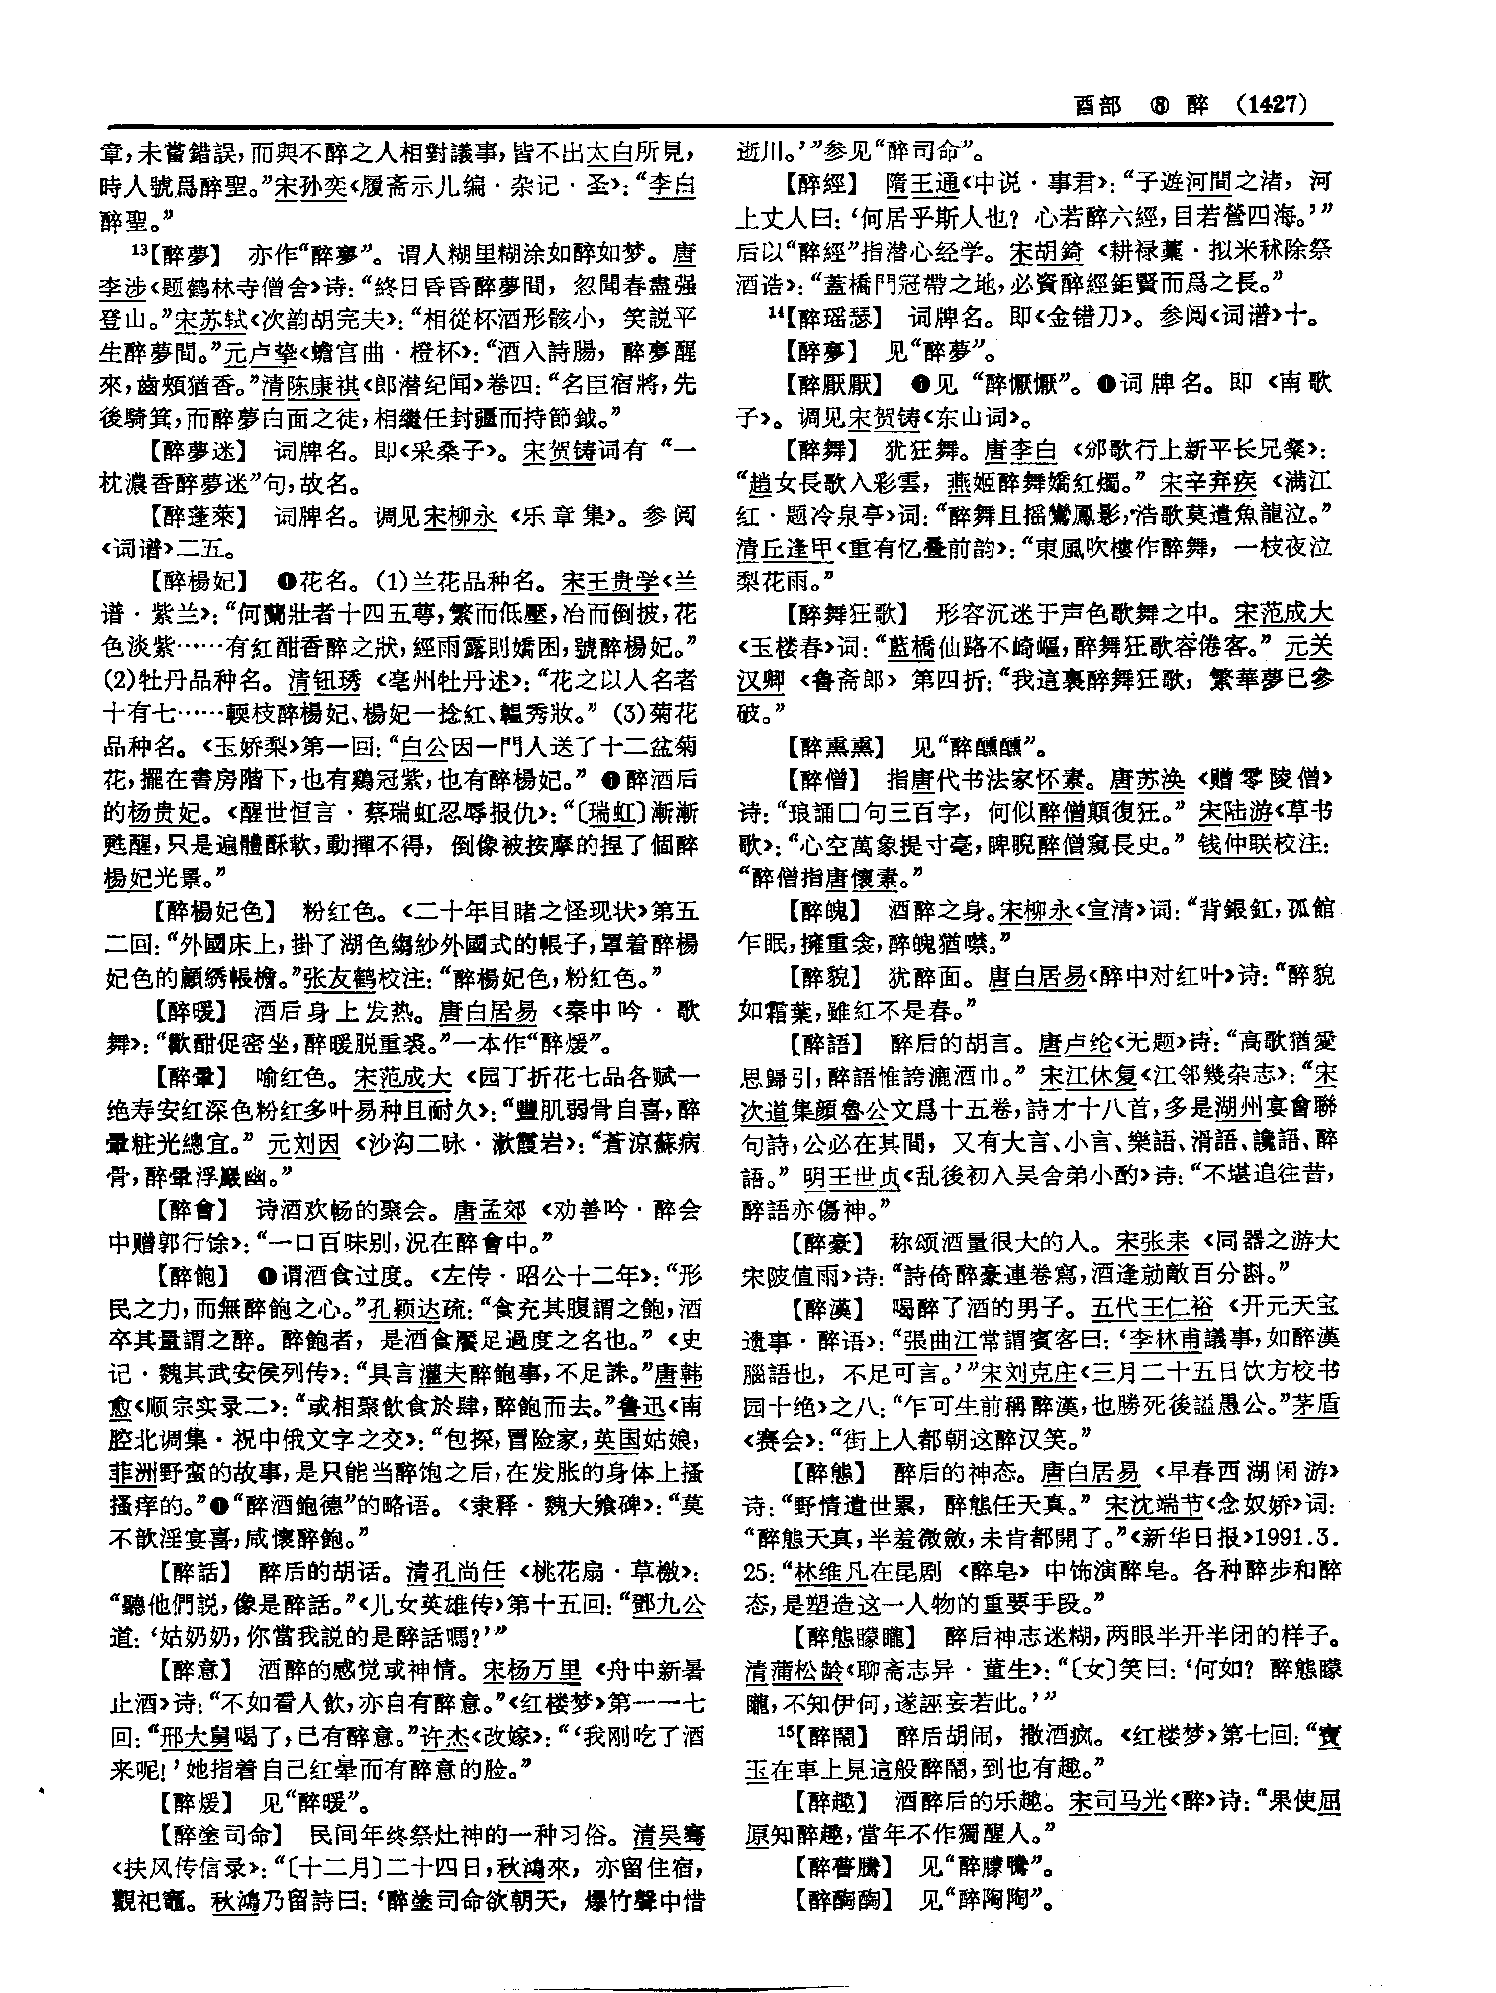 酉部 ⑧ 醉 (1427)
章，未嘗錯誤，而與不醉之人相對議事，皆不出太白所見，
時人號爲醉聖。”宋孙奕《履斋示儿编·杂记·圣》：“李白
醉聖。”
13【醉夢】 亦作“醉夣”。谓人糊里糊涂如醉如梦。唐
李涉《题鹤林寺僧舍》诗：“終日昏昏醉夢間，忽聞春盡强
登山。”宋苏轼《次韵胡完夫》：“相從杯酒形骸小，笑説平
生醉夢間。”元卢挚《蟾宫曲·橙杯》：“酒入詩腸，醉夣醒
來，齒頰猶香。”清陈康祺《郎潜纪闻》卷四：“名臣宿將，先
後騎箕，而醉夢白面之徒，相繼任封疆而持節鉞。”
【醉夢迷】 词牌名。即《采桑子》。宋贺铸词有“一
枕濃香醉夢迷”句，故名。
【醉蓬萊】 词牌名。调见宋柳永《乐章集》。参阅
《词谱》二五。
【醉楊妃】 ❶花名。(1)兰花品种名。宋王贵学《兰
谱·紫兰》：“何蘭壯者十四五萼，繁而低壓，冶而倒披，花
色淡紫……有紅酣香醉之狀，經雨露則嬌困，號醉楊妃。”
(2)牡丹品种名。清钮琇《亳州牡丹述》：“花之以人名者
十有七……輭枝醉楊妃、楊妃一捻紅、韞秀妝。”(3)菊花
品种名。《玉娇梨》第一回：“白公因一門人送了十二盆菊
花，擺在書房階下，也有鷄冠紫，也有醉楊妃。”❷醉酒后
的杨贵妃。《醒世恒言·蔡瑞虹忍辱报仇》：“〔瑞虹〕漸漸
甦醒，只是遍體酥軟，動撣不得，倒像被按摩的捏了個醉
楊妃光景。”
【醉楊妃色】 粉红色。《二十年目睹之怪现状》第五
二回：“外國床上，掛了湖色縐紗外國式的帳子，罩着醉楊
妃色的顧綉帳檐。”张友鹤校注：“醉楊妃色，粉红色。”
【醉暖】 酒后身上发热。唐白居易《秦中吟·歌
舞》：“歡酣促密坐，醉暖脱重裘。”一本作“醉煖”。
【醉暈】 喻红色。宋范成大《园丁折花七品各赋一
绝寿安红深色粉红多叶易种且耐久》：“豐肌弱骨自喜，醉
暈粧光總宜。”元刘因《沙沟二咏·漱霞岩》：“蒼涼蘇病
骨，醉暈浮巖幽。”
【醉會】 诗酒欢畅的聚会。唐孟郊《劝善吟·醉会
中赠郭行馀》：“一口百味别，況在醉會中。”
【醉飽】 ❶谓酒食过度。《左传·昭公十二年》：“形
民之力，而無醉飽之心。”孔颖达疏：“食充其腹謂之飽，酒
卒其量謂之醉。醉飽者，是酒食饜足過度之名也。”《史
记·魏其武安侯列传》：“具言灌夫醉飽事，不足誅。”唐韩
愈《顺宗实录二》：“或相聚飲食於肆，醉飽而去。”鲁迅《南
腔北调集·祝中俄文字之交》：“包探，冒险家，英国姑娘，
菲洲野蛮的故事，是只能当醉饱之后，在发胀的身体上搔
搔痒的。”❷“醉酒飽德”的略语。《隶释·魏大飨碑》：“莫
不歆淫宴喜，咸懷醉飽。”
【醉話】 醉后的胡话。清孔尚任《桃花扇·草檄》：
“聽他們説，像是醉話。”《儿女英雄传》第十五回：“鄧九公
道：‘姑奶奶，你當我説的是醉話嗎？’”
【醉意】 酒醉的感觉或神情。宋杨万里《舟中新暑
止酒》诗：“不如看人飲，亦自有醉意。”《红楼梦》第一一七
回：“邢大舅喝了，已有醉意。”许杰《改嫁》：“‘我刚吃了酒
来呢！’她指着自己红晕而有醉意的脸。”
【醉煖】 见“醉暖”。
【醉塗司命】 民间年终祭灶神的一种习俗。清吴骞
《扶风传信录》：“〔十二月〕二十四日，秋鴻來，亦留住宿，
觀祀竈。秋鴻乃留詩曰：‘醉塗司命欲朝天，爆竹聲中惜
逝川。’”参见“醉司命”。
【醉經】 隋王通《中说·事君》：“子遊河間之渚，河
上丈人曰：‘何居乎斯人也？心若醉六經，目若營四海。’”
后以“醉經”指潜心经学。宋胡錡《耕禄藁·拟米秫除祭
酒诰》：“蓋橋門冠帶之地，必資醉經鉅賢而爲之長。”
14【醉瑶瑟】 词牌名。即《金错刀》。参阅《词谱》十。
【醉夣】 见“醉夢”。
【醉厭厭】 ❶见“醉懨懨”。❷词牌名。即《南歌
子》。调见宋贺铸《东山词》。
【醉舞】 犹狂舞。唐李白《邠歌行上新平长兄粲》：
“趙女長歌入彩雲，燕姬醉舞嬌紅燭。”宋辛弃疾《满江
红·题冷泉亭》词：“醉舞且摇鸞鳳影，浩歌莫遣魚龍泣。”
清丘逢甲《重有忆叠前韵》：“東風吹樓作醉舞，一枝夜泣
梨花雨。”
【醉舞狂歌】 形容沉迷于声色歌舞之中。宋范成大
《玉楼春》词：“藍橋仙路不崎嶇，醉舞狂歌容倦客。”元关
汉卿《鲁斋郎》第四折：“我這裏醉舞狂歌，繁華夢已參
破。”
【醉熏熏】 见“醉醺醺”。
【醉僧】 指唐代书法家怀素。唐苏涣《赠零陵僧》
诗：“琅誦囗句三百字，何似醉僧顛復狂。”宋陆游《草书
歌》：“心空萬象提寸毫，睥睨醉僧窺長史。”钱仲联校注：
“醉僧指唐懷素。”
【醉魄】 酒醉之身。宋柳永《宣清》词：“背銀釭，孤館
乍眠，擁重衾，醉魄猶噤。”
【醉貌】 犹醉面。唐白居易《醉中对红叶》诗：“醉貌
如霜葉，雖紅不是春。”
【醉語】 醉后的胡言。唐卢纶《无题》诗：“高歌猶愛
思歸引，醉語惟誇漉酒巾。”宋江休复《江邻幾杂志》：“宋
次道集顔魯公文爲十五卷，詩才十八首，多是湖州宴會聯
句詩，公必在其間，又有大言、小言、樂語、滑語、讒語、醉
語。”明王世贞《乱後初入吴舍弟小酌》诗：“不堪追往昔，
醉語亦傷神。”
【醉豪】 称颂酒量很大的人。宋张耒《同器之游大
宋陂值雨》诗：“詩倚醉豪連卷寫，酒逢勍敵百分斟。”
【醉漢】 喝醉了酒的男子。五代王仁裕《开元天宝
遗事·醉语》：“張曲江常謂賓客曰：‘李林甫議事，如醉漢
腦語也，不足可言。’”宋刘克庄《三月二十五日饮方校书
园十绝》之八：“乍可生前稱醉漢，也勝死後謚愚公。”茅盾
《赛会》：“街上人都朝这醉汉笑。”
【醉態】 醉后的神态。唐白居易《早春西湖闲游》
诗：“野情遺世累，醉態任天真。”宋沈端节《念奴娇》词：
“醉態天真，半羞微斂，未肯都開了。”《新华日报》1991.3.
25：“林维凡在昆剧《醉皂》中饰演醉皂。各种醉步和醉
态，是塑造这一人物的重要手段。”
【醉態矇矓】 醉后神志迷糊，两眼半开半闭的样子。
清蒲松龄《聊斋志异·董生》：“〔女〕笑曰：‘何如？醉態矇
矓，不知伊何，遂誣妄若此。’”
15【醉鬧】 醉后胡闹，撒酒疯。《红楼梦》第七回：“寶
玉在車上見這般醉鬧，到也有趣。”
【醉趣】 酒醉后的乐趣。宋司马光《醉》诗：“果使屈
原知醉趣，當年不作獨醒人。”
【醉瞢騰】 见“醉朦騰”。
【醉醄醄】 见“醉陶陶”。